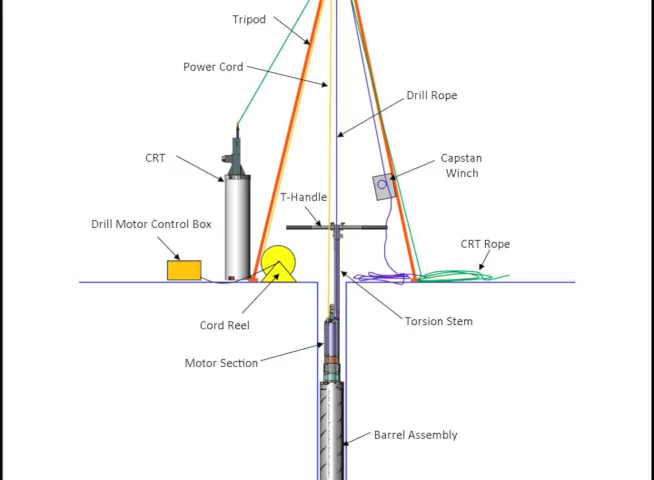 Tripod
Power Cord
Drill Rope
CRT
Capstan
Winch
T-Handle
Drill Motor Control Box
CRT Rope
Cord Reel
Torsion Stem
Motor Section
Barrel Assembly